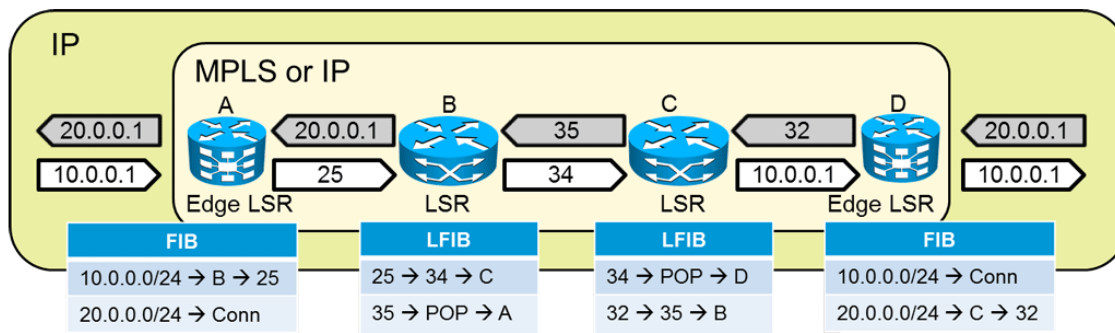 IP
MPLS or IP
A
B
C
D
20.0.0.1
20.0.0.1
35
32
20.0.0.1
10.0.0.1
25
34
10.0.0.1
10.0.0.1
Edge LSR
LSR
LSR
Edge LSR
FIB
10.0.0.0/24 → B → 25
20.0.0.0/24 → Conn
LFIB
25 → 34 → C
35 → POP → A
LFIB
34 → POP → D
32 → 35 → B
FIB
10.0.0.0/24 → Conn
20.0.0.0/24 → C → 32